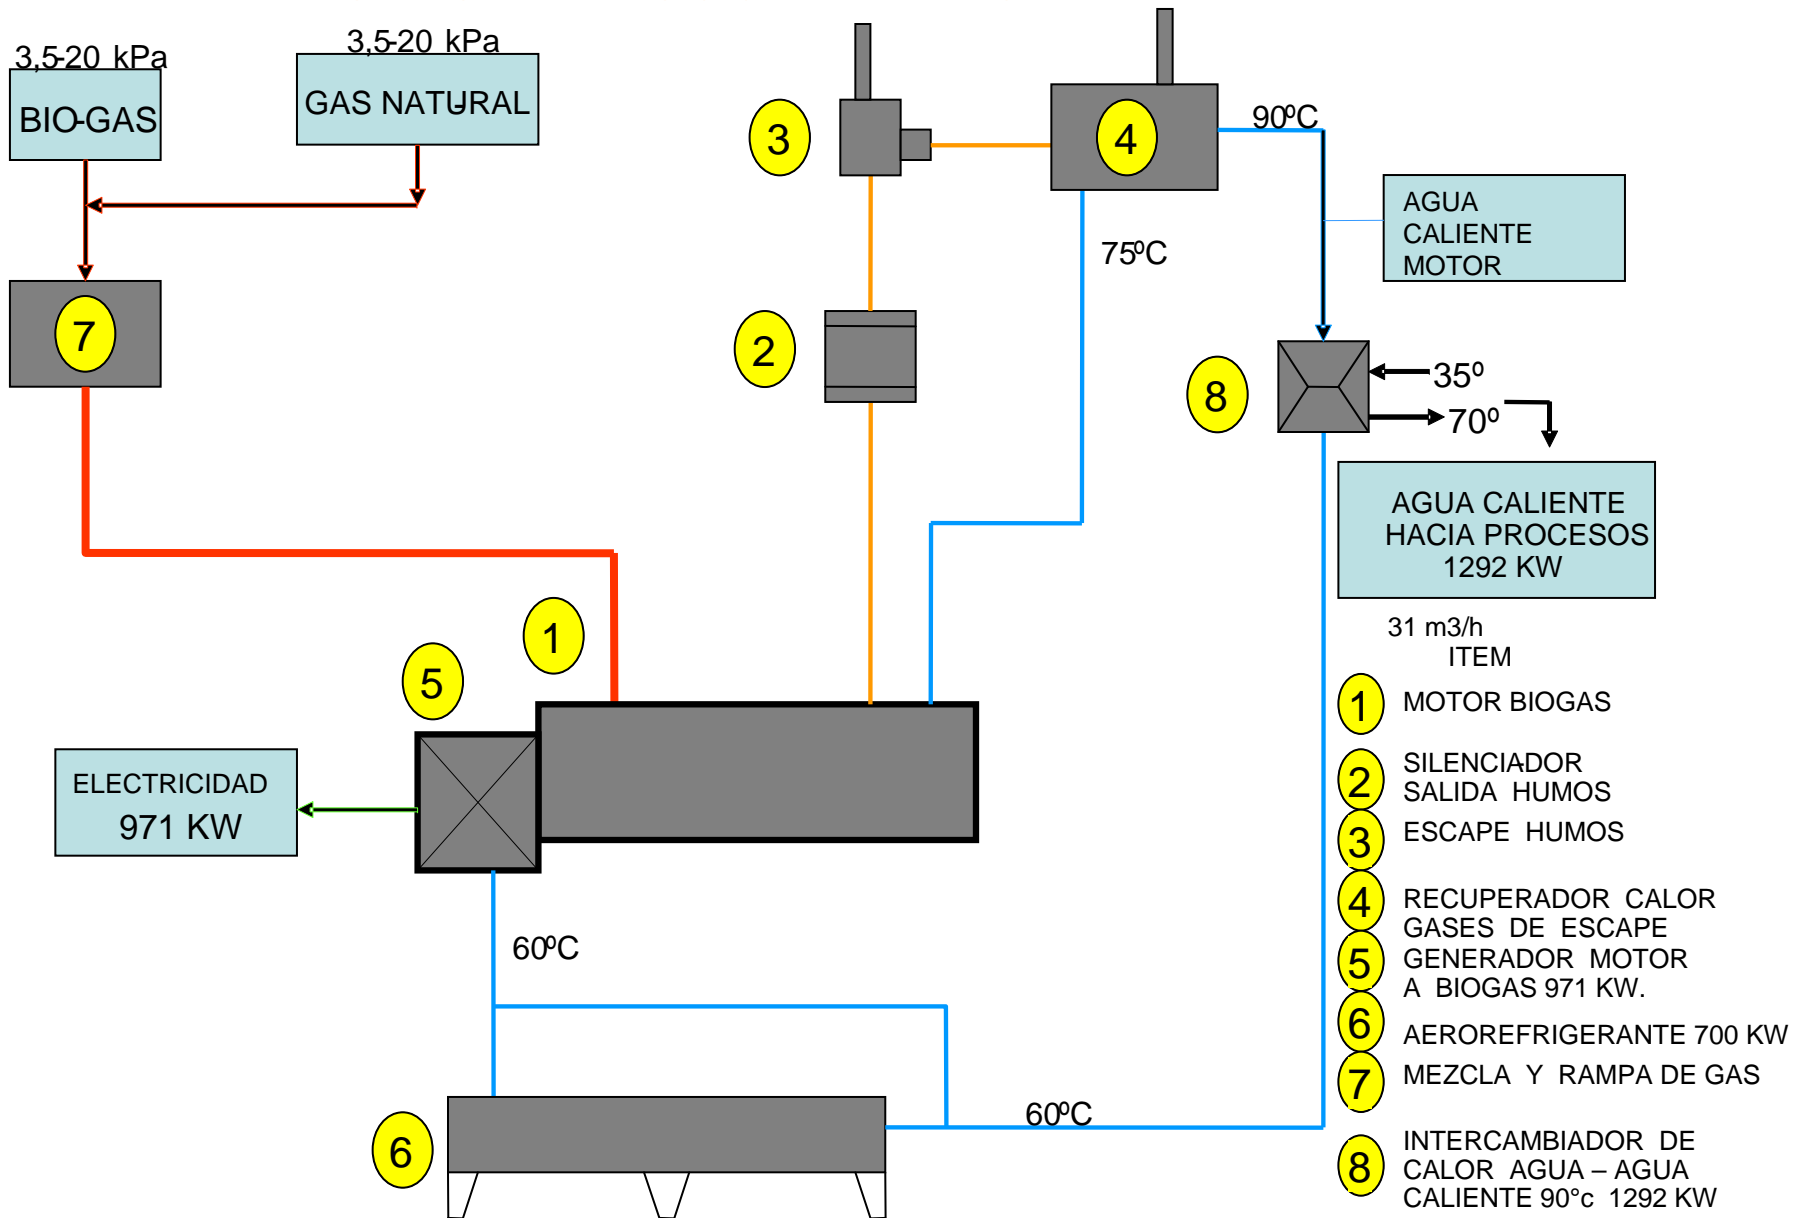 3,5-20 kPa
BIO-GAS
3,5-20 kPa
GAS NATURAL
3
4
90ºC
AGUA
CALIENTE
MOTOR
75ºC
7
2
8
35º
70º
AGUA CALIENTE
HACIA PROCESOS
1292 KW
31 m3/h
ITEM
1
5
ELECTRICIDAD
971 KW
60ºC
60ºC
6
1 MOTOR BIOGAS
2 SILENCIADOR
SALIDA HUMOS
3 ESCAPE HUMOS
4 RECUPERADOR CALOR
GASES DE ESCAPE
5 GENERADOR MOTOR
A BIOGAS 971 KW.
6 AEROREFRIGERANTE 700 KW
7 MEZCLA Y RAMPA DE GAS
8 INTERCAMBIADOR DE
CALOR AGUA – AGUA
CALIENTE 90°c 1292 KW